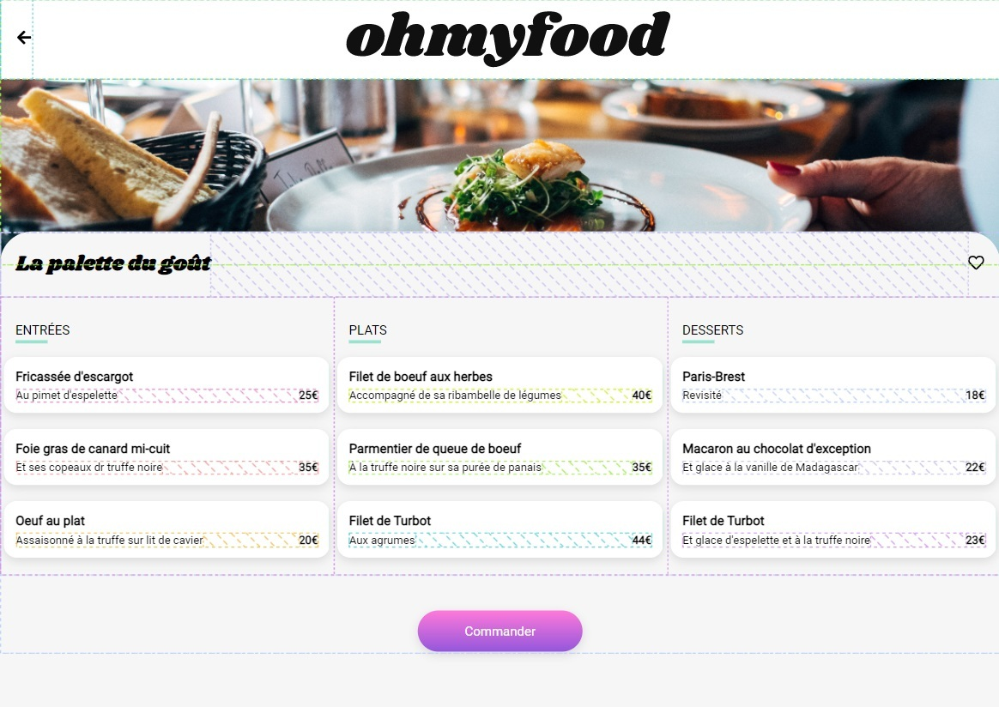 ohmyfood
La palette du goût
ENTRÉES
Fricassée d'escargot
Au pimet d'espelette 25€
Foie gras de canard mi-cuit
Et ses copeaux dr truffe noire 35€
Oeuf au plat
Assaisonné à la truffe sur lit de cavier 20€
PLATS
Filet de boeuf aux herbes
Accompagné de sa ribambelle de légumes 40€
Parmentier de queue de boeuf
À la truffe noire sur sa purée de panais 35€
Filet de Turbot
Aux agrumes 44€
DESSERTS
Paris-Brest
Revisité 18€
Macaron au chocolat d'exception
Et glace à la vanille de Madagascar 22€
Filet de Turbot
Et glace d'espelette et à la truffe noire 23€
Commander